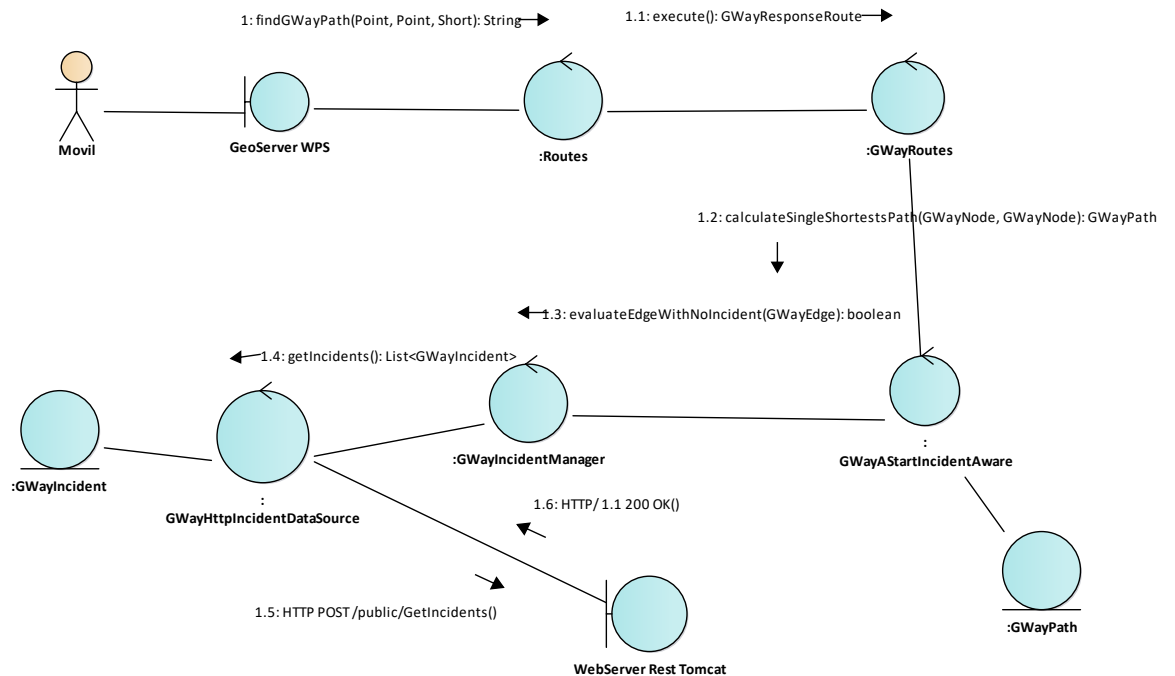 1: findGWayPath(Point, Point, Short): String
1.1: execute(): GWayResponseRoute
Movil
GeoServer WPS
:Routes
:GWayRoutes
1.2: calculateSingleShortestsPath(GWayNode, GWayNode): GWayPath
1.3: evaluateEdgeWithNoIncident(GWayEdge): boolean
1.4: getIncidents(): List<GWayIncident>
:GWayIncident
:
GWayHttpIncidentDataSource
:GWayIncidentManager
:
GWayAStartIncidentAware
1.6: HTTP/ 1.1 200 OK()
1.5: HTTP POST /public/GetIncidents()
WebServer Rest Tomcat
:GWayPath